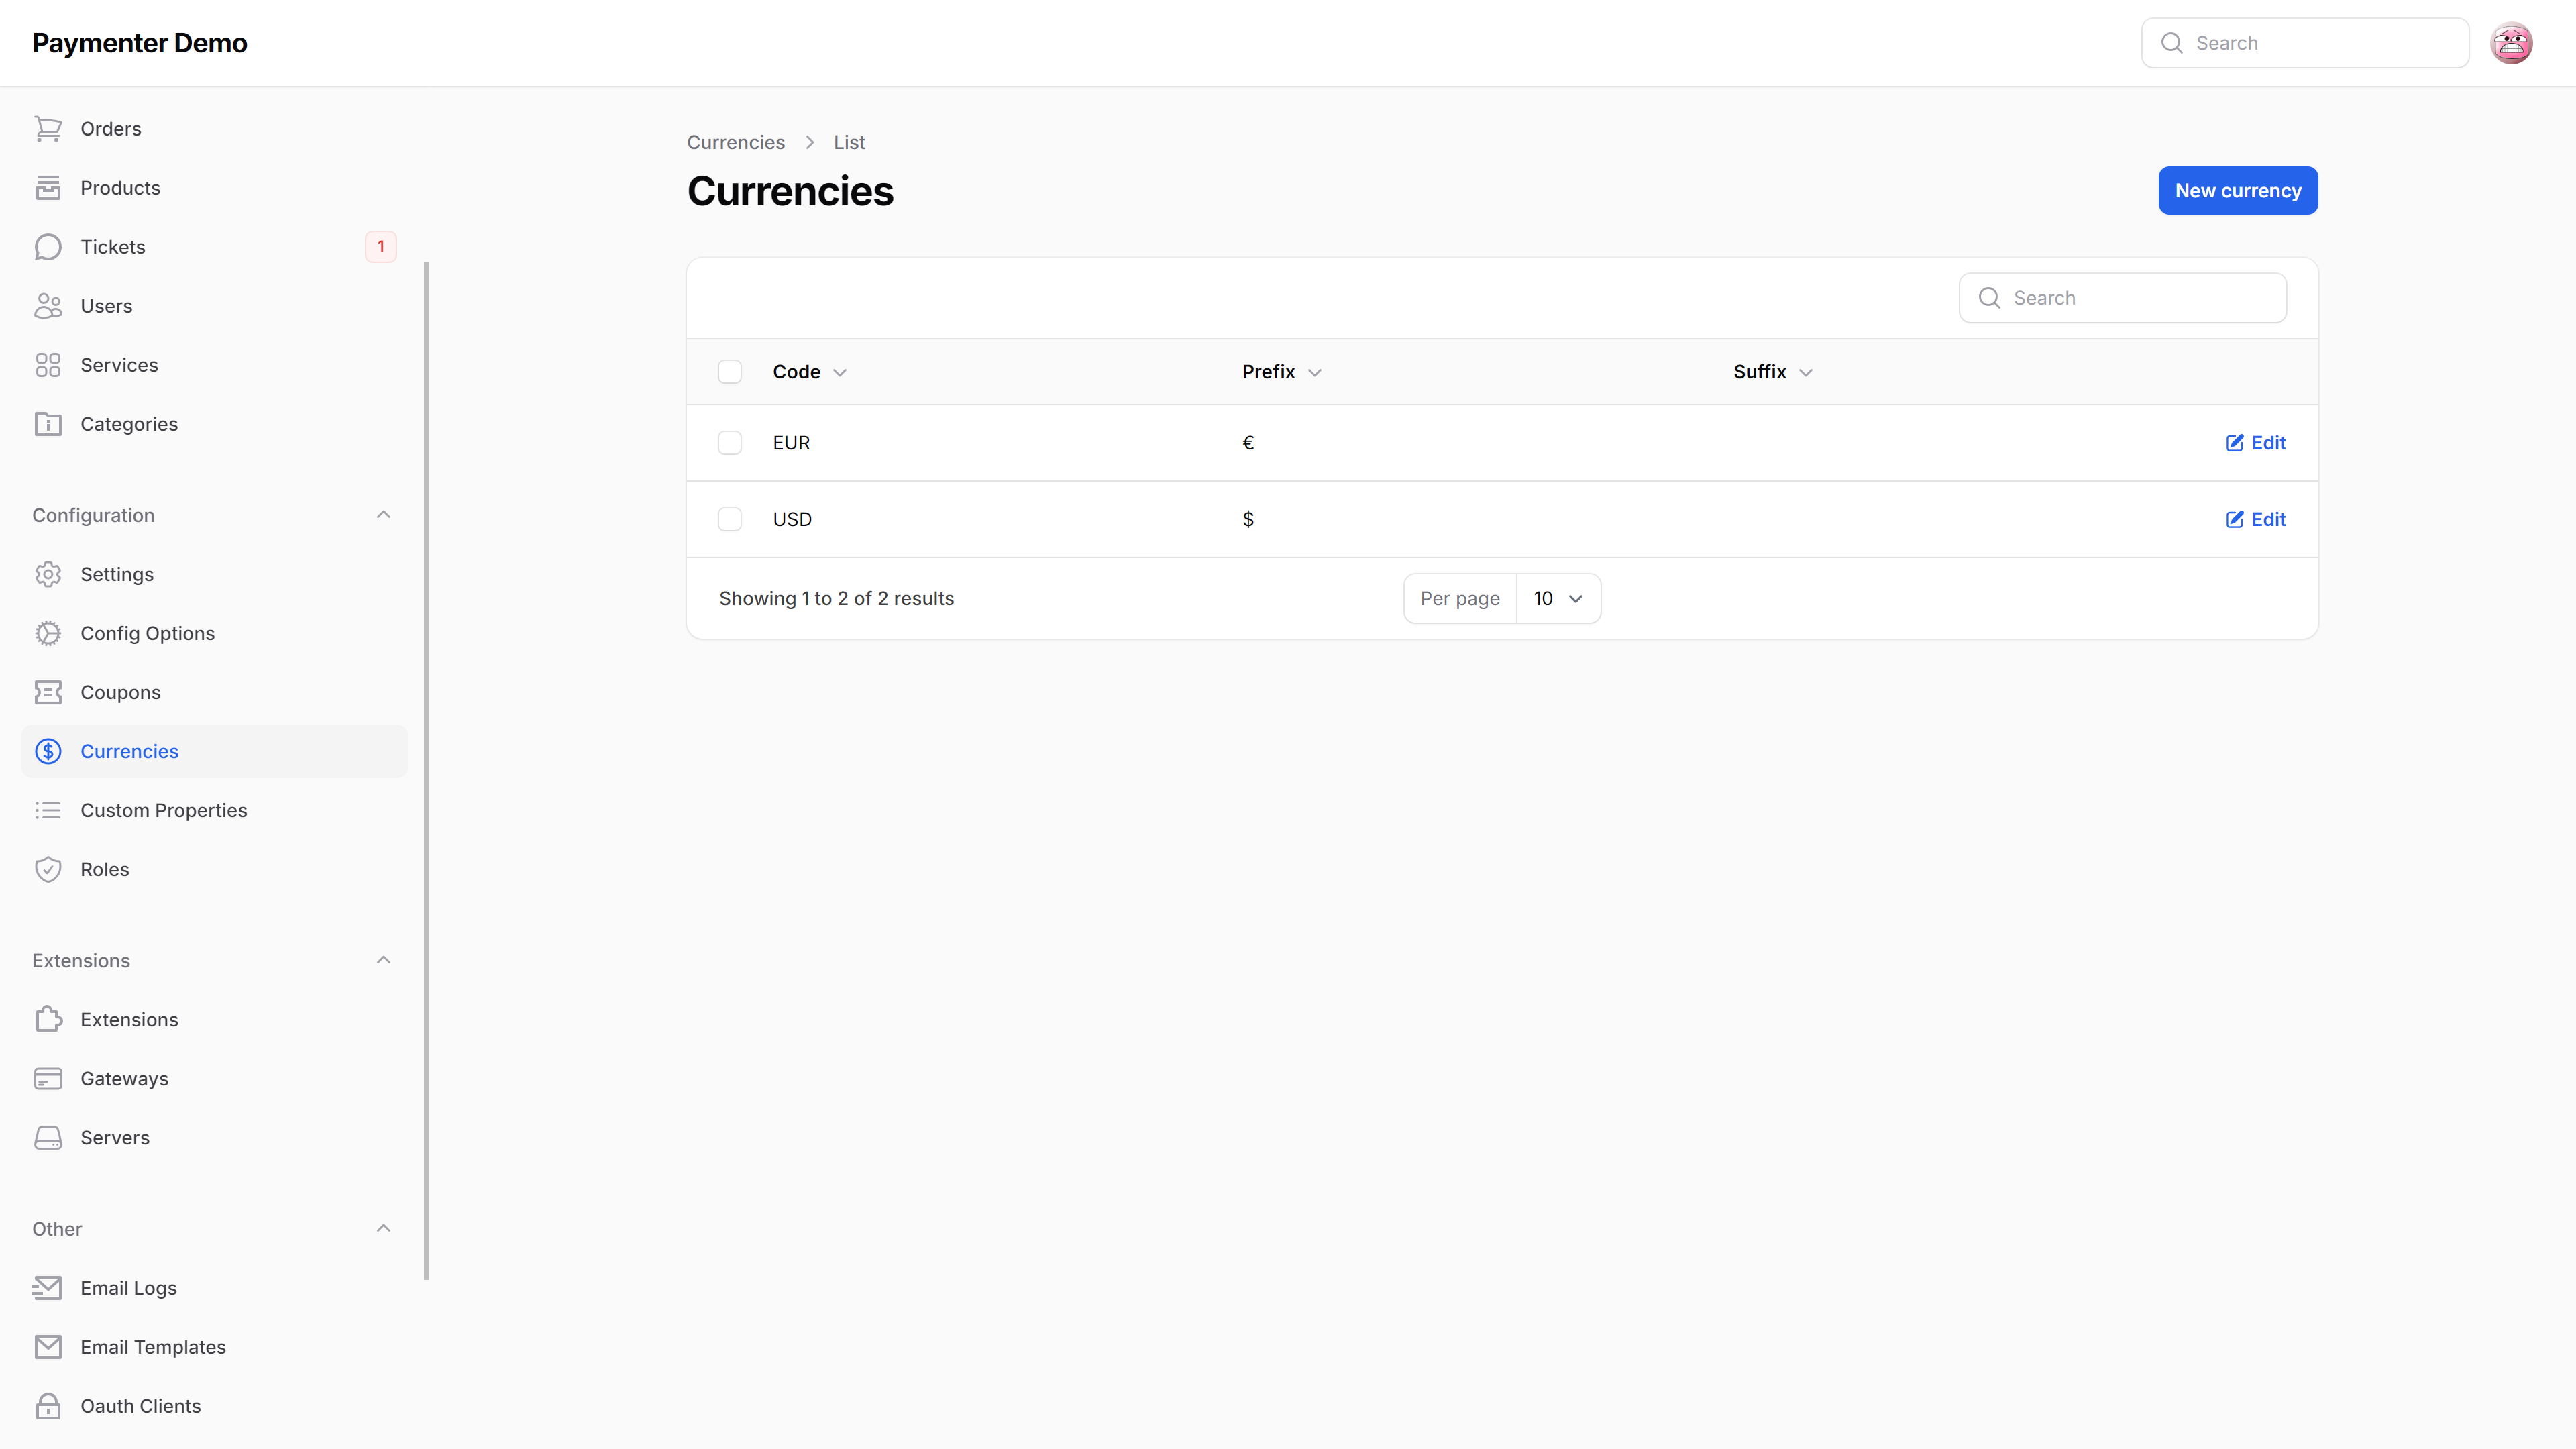 Paymenter Demo
Search
Orders
Products
Tickets
1
Users
Services
Categories
Configuration
Settings
Config Options
Coupons
Currencies
Custom Properties
Roles
Extensions
Extensions
Gateways
Servers
Other
Email Logs
Email Templates
Oauth Clients
Currencies > List
Currencies
New currency
Search
Code Prefix Suffix
EUR € Edit
USD $ Edit
Showing 1 to 2 of 2 results
Per page 10